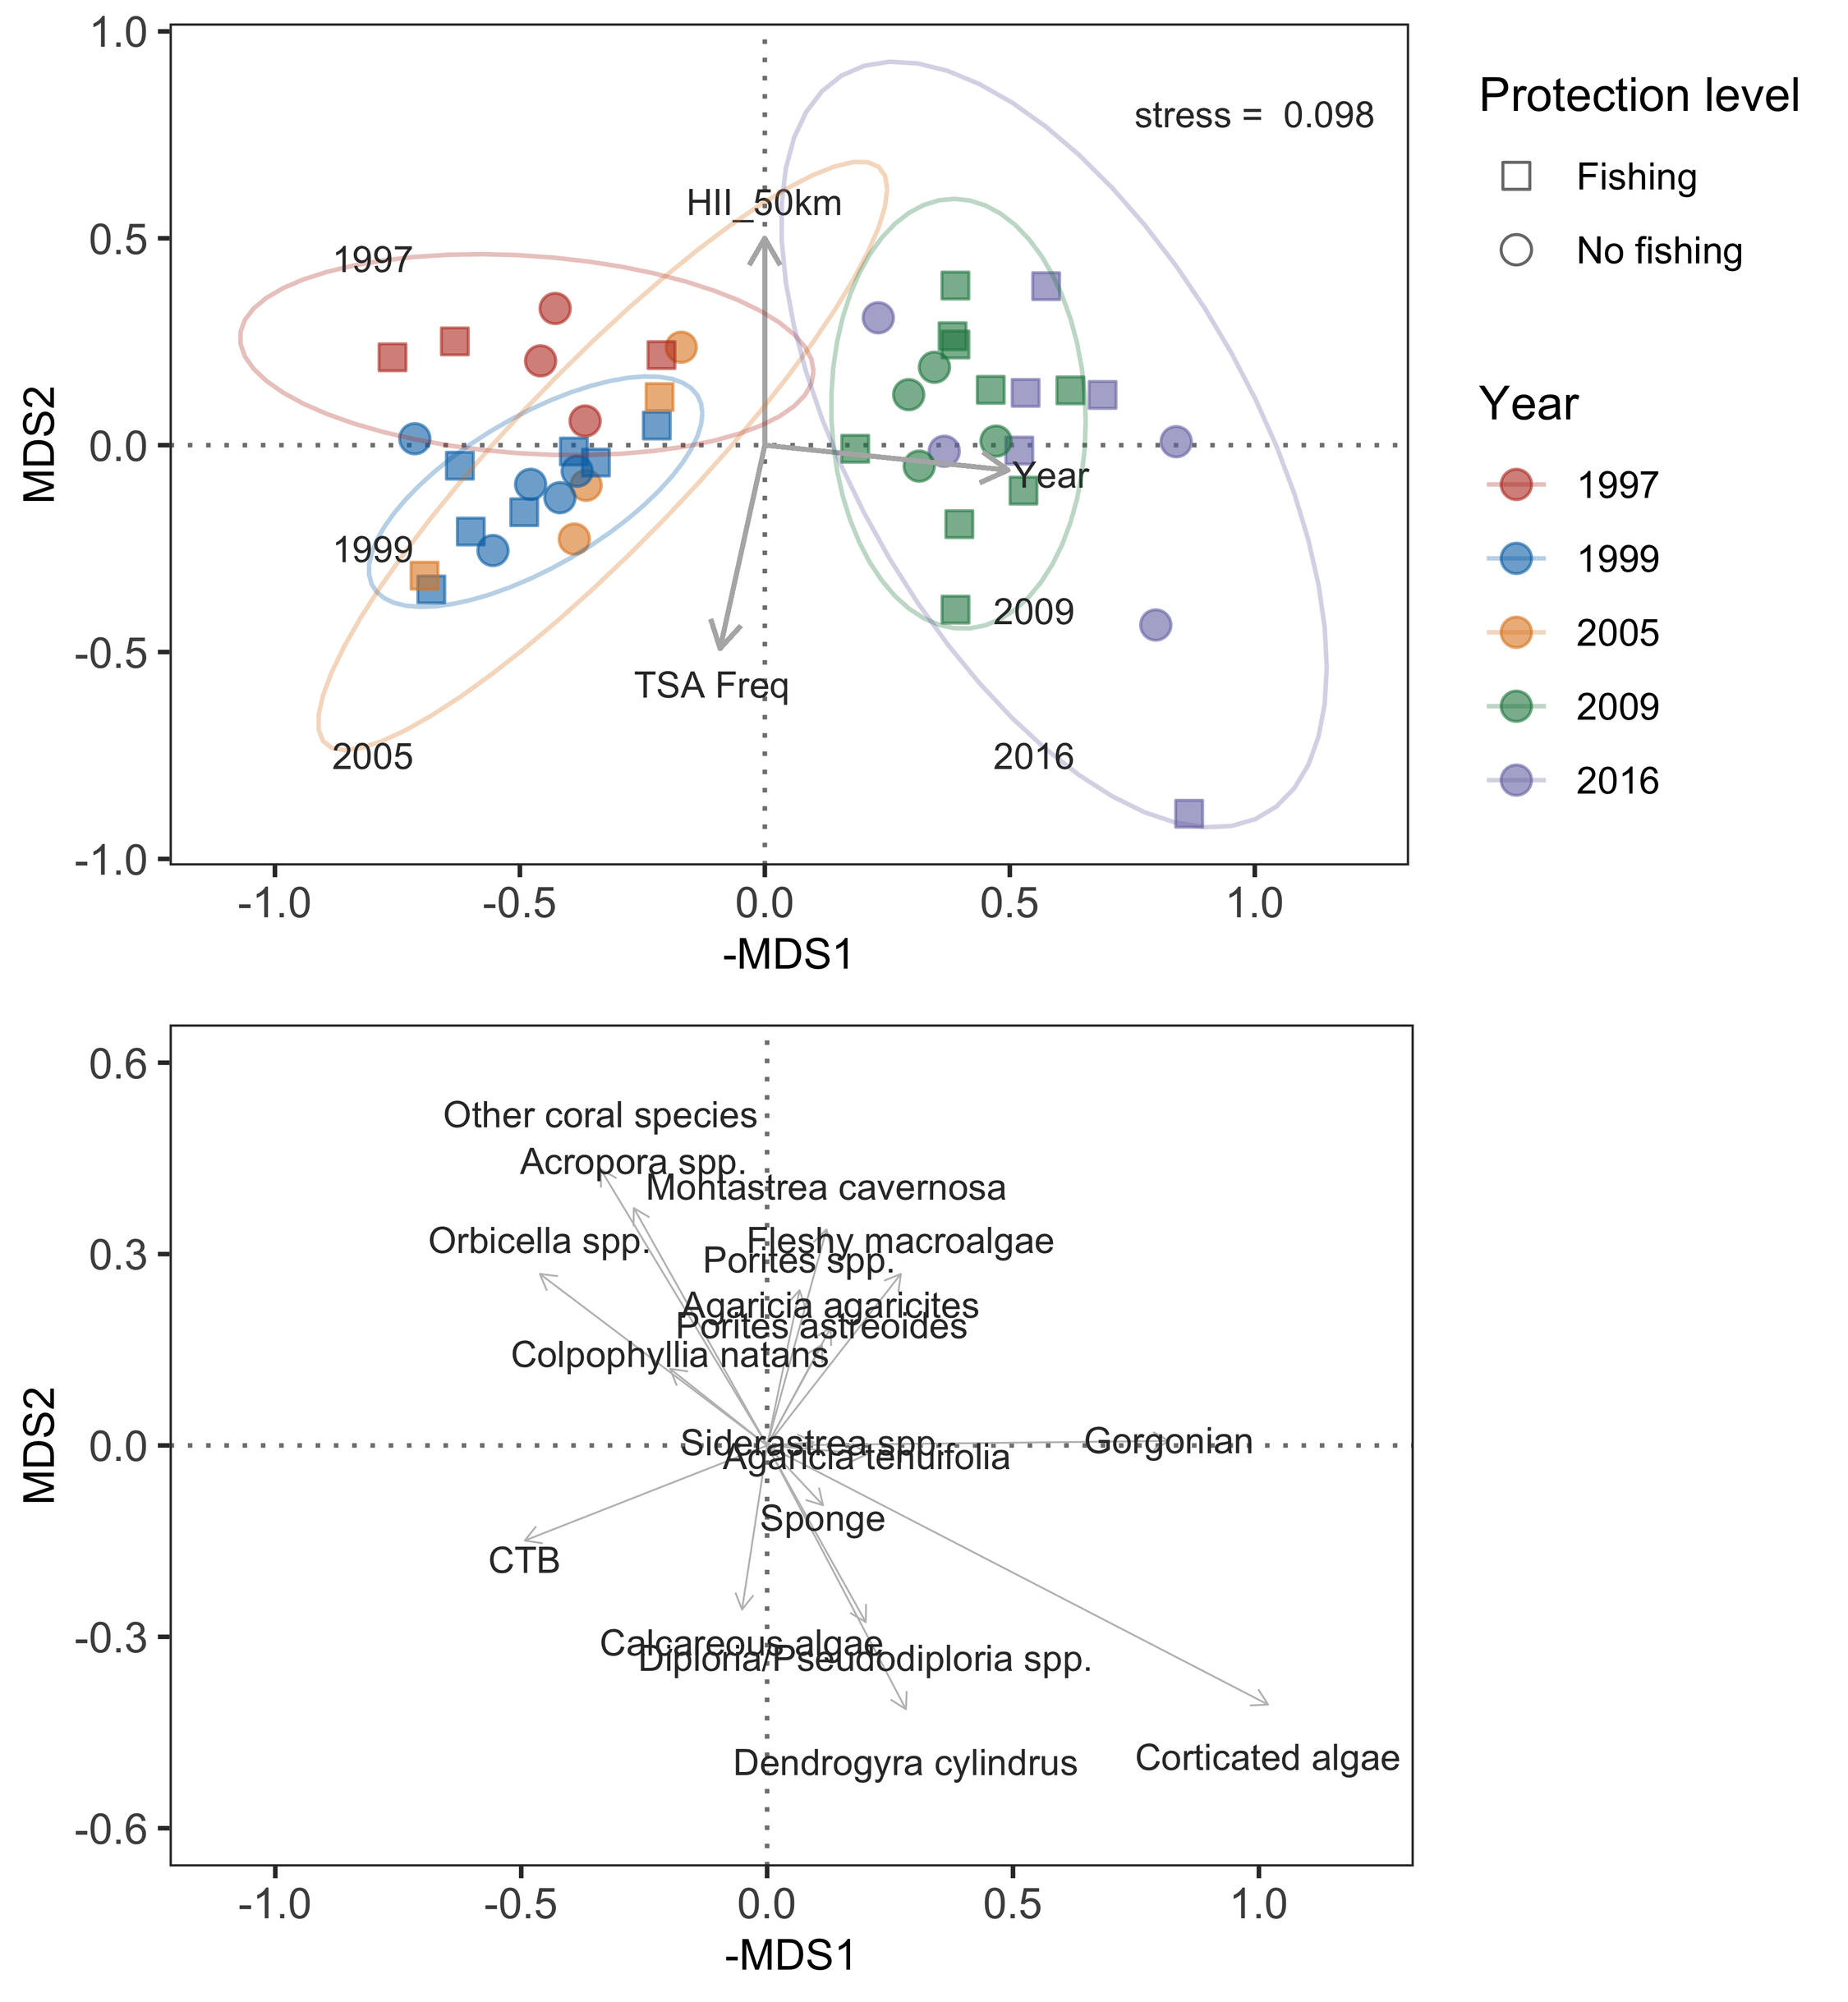 1.0
0.5
0.0
-0.5
-1.0
MDS2
stress = 0.098
HII_50km
1997
Year
1999
2009
TSA Freq
2005
2016
-1.0
-0.5
0.0
0.5
1.0
-MDS1
Protection level
Fishing
No fishing
Year
1997
1999
2005
2009
2016
0.6
0.3
0.0
-0.3
-0.6
MDS2
Other coral species
Acropora spp.
Montastrea cavernosa
Orbicella spp.
Fleshy macroalgae
Porites spp.
Agaricia agaricites
Porites astreoides
Colpophyllia natans
Siderastrea spp.
Gorgonian
Agaricia tenuifolia
Sponge
CTB
Calcareous algae
Diploria/Pseudodiploria spp.
Dendrogyra cylindrus
Corticated algae
-1.0
-0.5
0.0
0.5
1.0
-MDS1